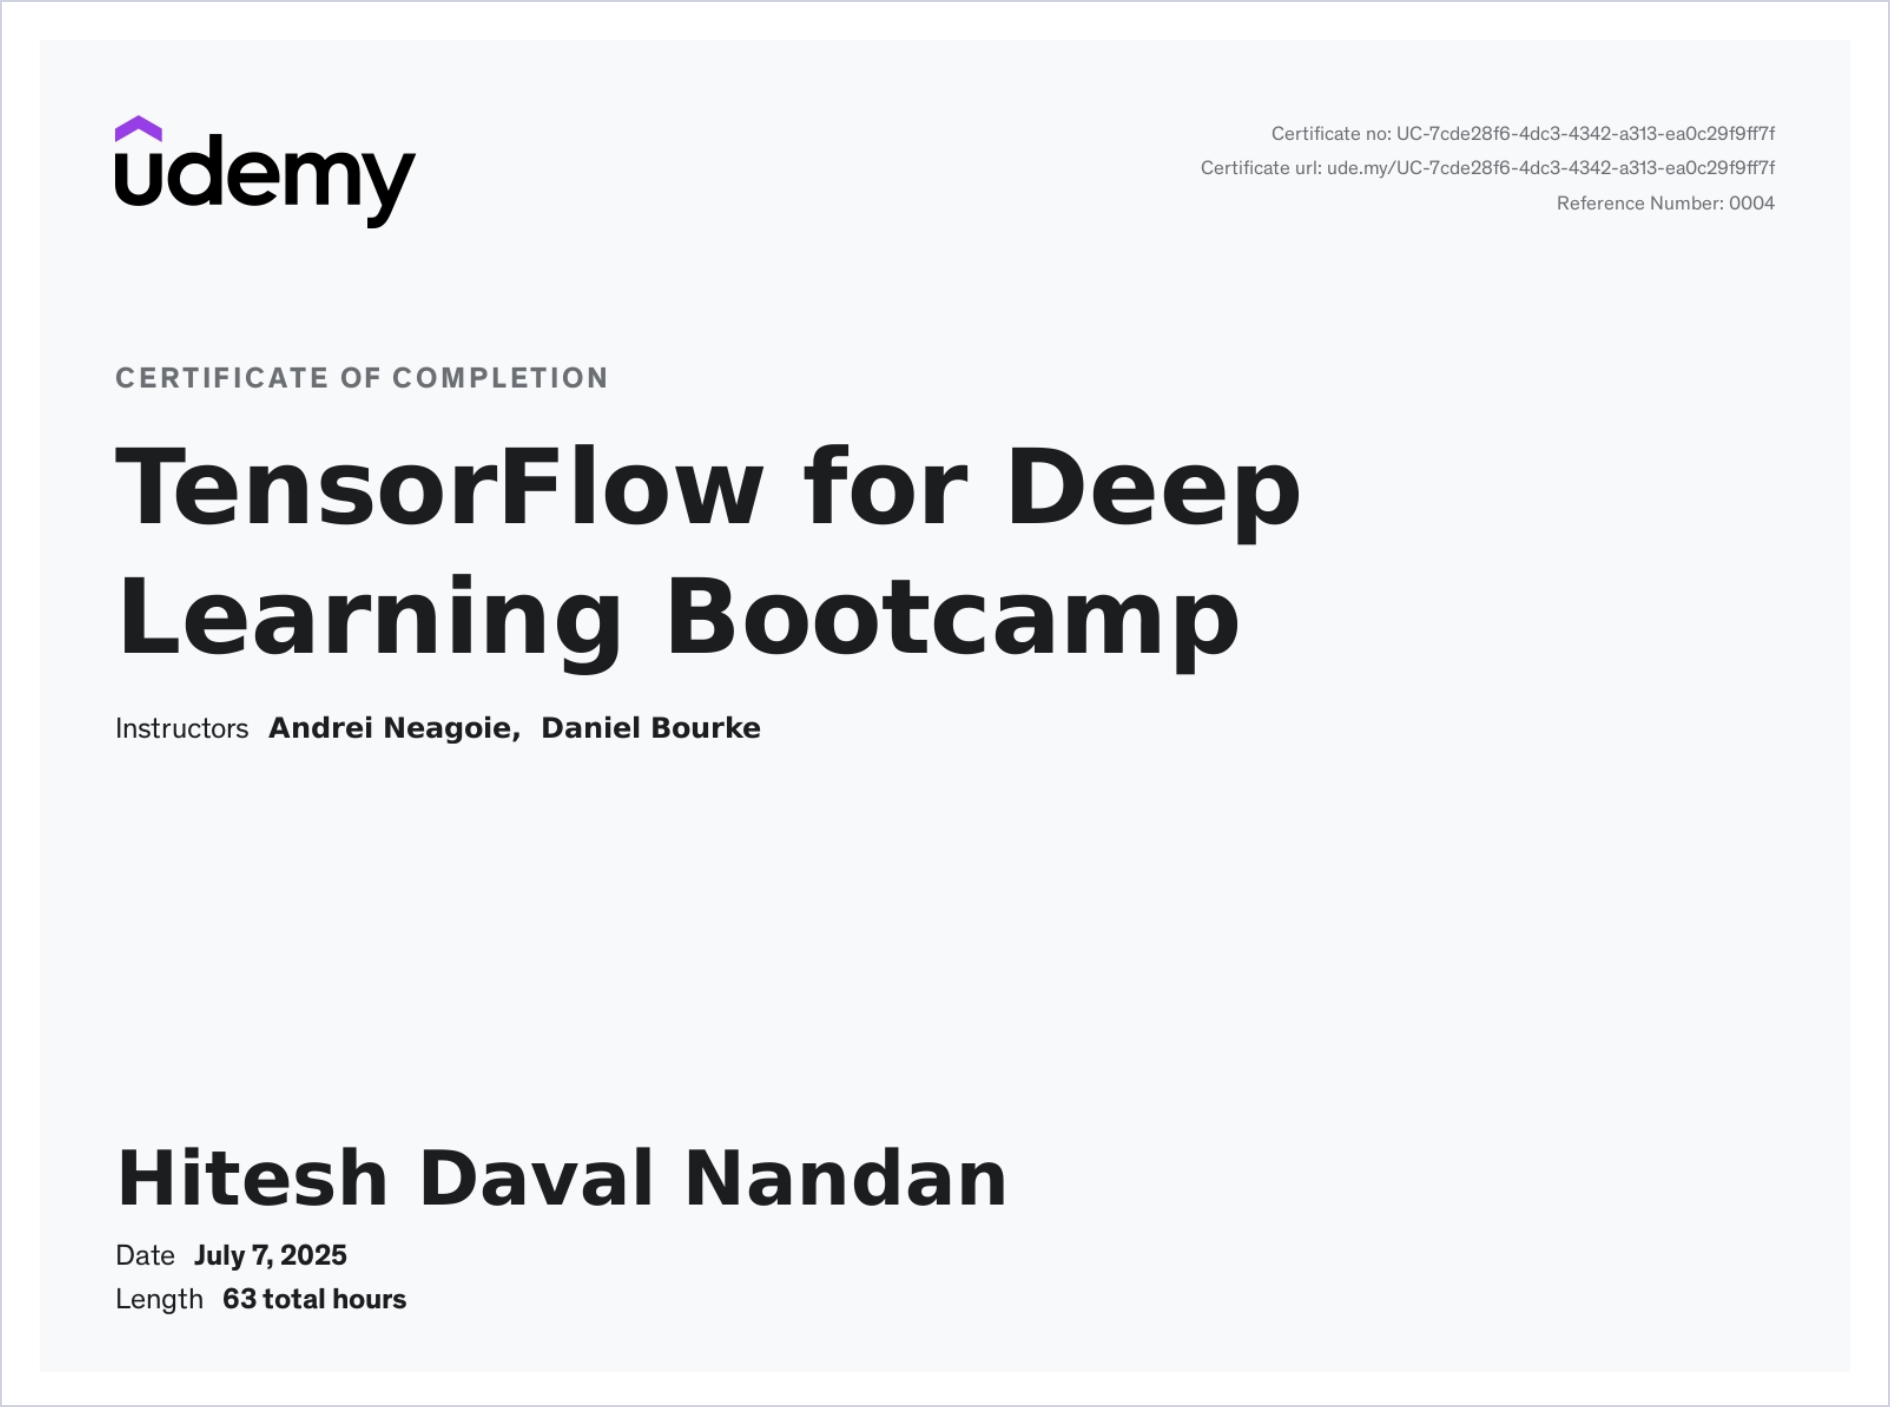 udemy
Certificate no: UC-7cde28f6-4dc3-4342-a313-ea0c29f9ff7f
Certificate url: ude.my/UC-7cde28f6-4dc3-4342-a313-ea0c29f9ff7f
Reference Number: 0004
CERTIFICATE OF COMPLETION
TensorFlow for Deep
Learning Bootcamp
Instructors Andrei Neagoie, Daniel Bourke
Hitesh Daval Nandan
Date July 7, 2025
Length 63 total hours